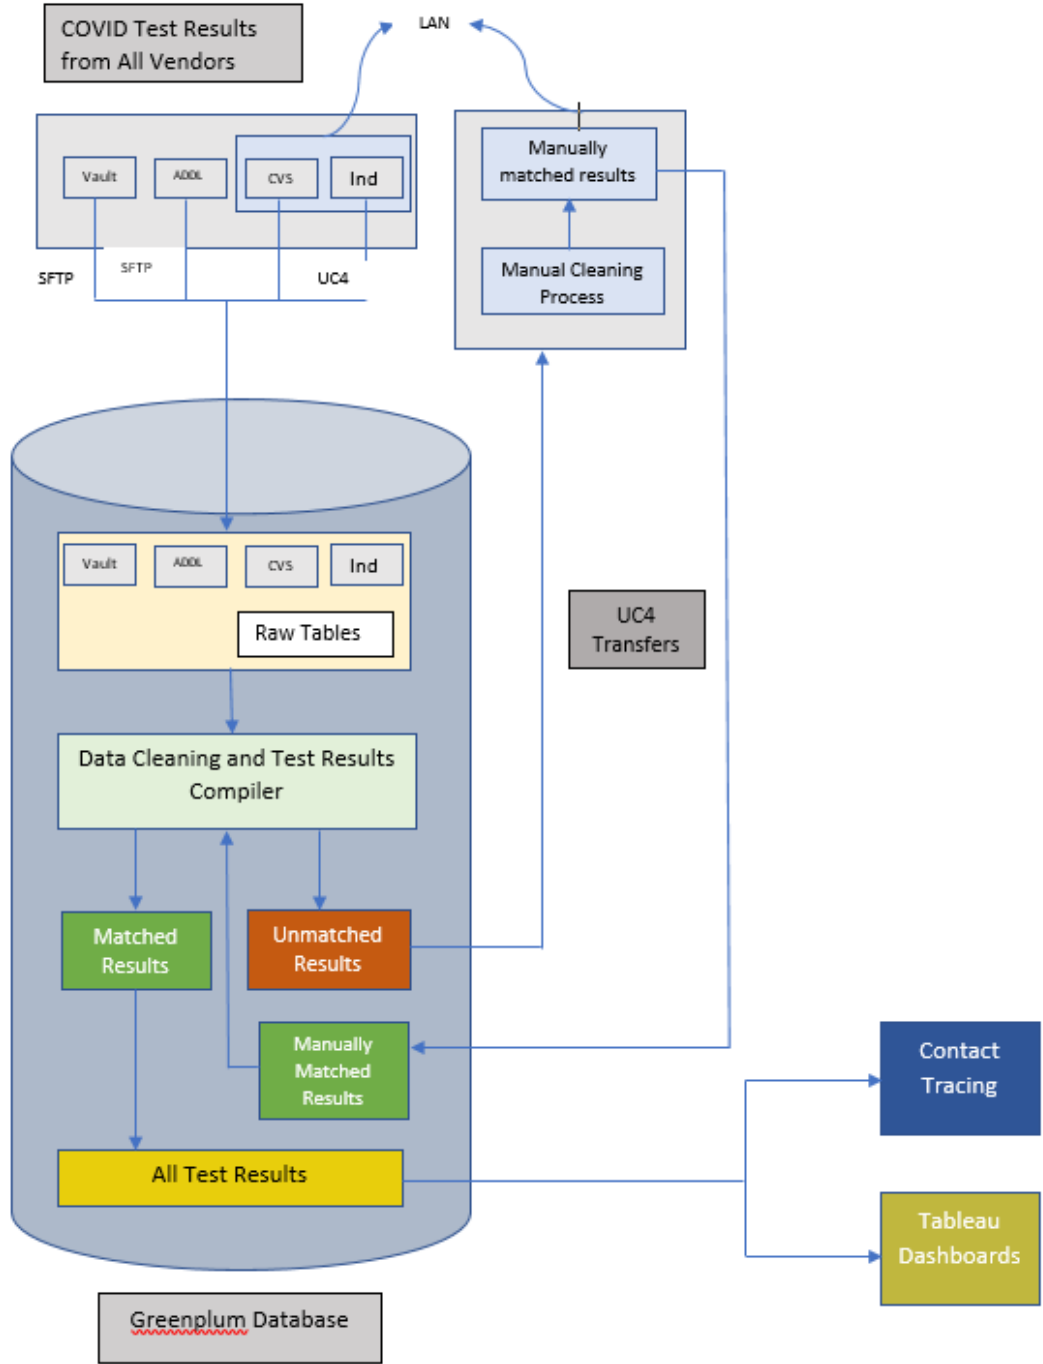 COVID Test Results
from All Vendors
LAN
Vault
ADDL
CVS
Ind
Manually
matched results
SFTP
SFTP
UC4
Manual Cleaning
Process
Vault
ADDL
CVS
Ind
Raw Tables
UC4
Transfers
Data Cleaning and Test Results
Compiler
Matched
Results
Unmatched
Results
Manually
Matched
Results
Contact
Tracing
All Test Results
Tableau
Dashboards
Greenplum Database